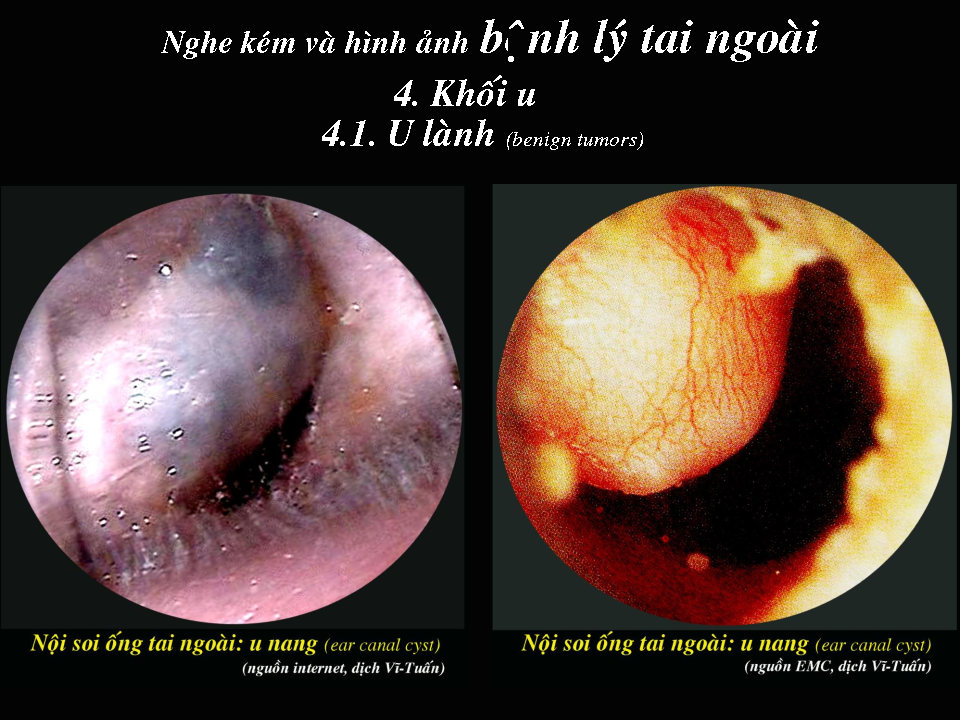 Nghe kém và hình ảnh bệnh lý tai ngoài
4. Khối u
4.1. U lành (benign tumors)
Nội soi ống tai ngoài: u nang (ear canal cyst)
(nguồn internet, dịch Vĩ-Tuấn)
Nội soi ống tai ngoài: u nang (ear canal cyst)
(nguồn EMC, dịch Vĩ-Tuấn)